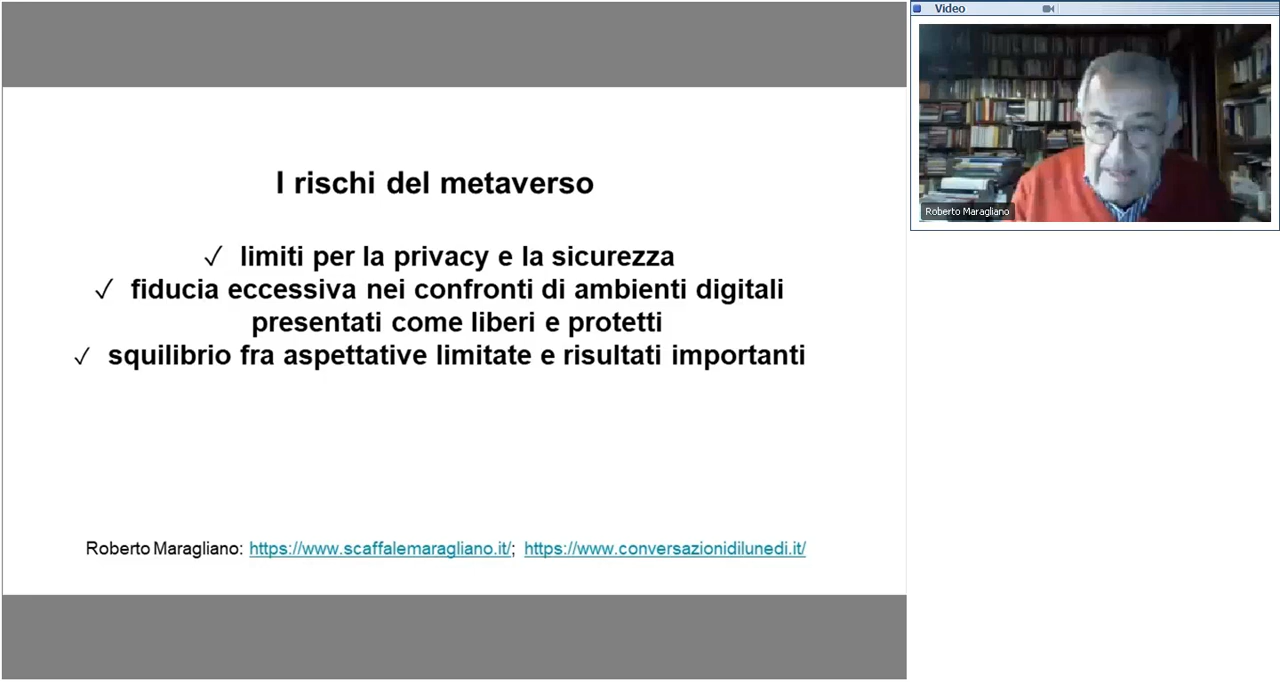 I rischi del metaverso
✓ limiti per la privacy e la sicurezza
✓ fiducia eccessiva nei confronti di ambienti digitali
presentati come liberi e protetti
✓ squilibrio fra aspettative limitate e risultati importanti
Roberto Maragliano: https://www.scaffalemaragliano.it/; https://www.conversazionidilunedi.it/
Video
Roberto Maragliano